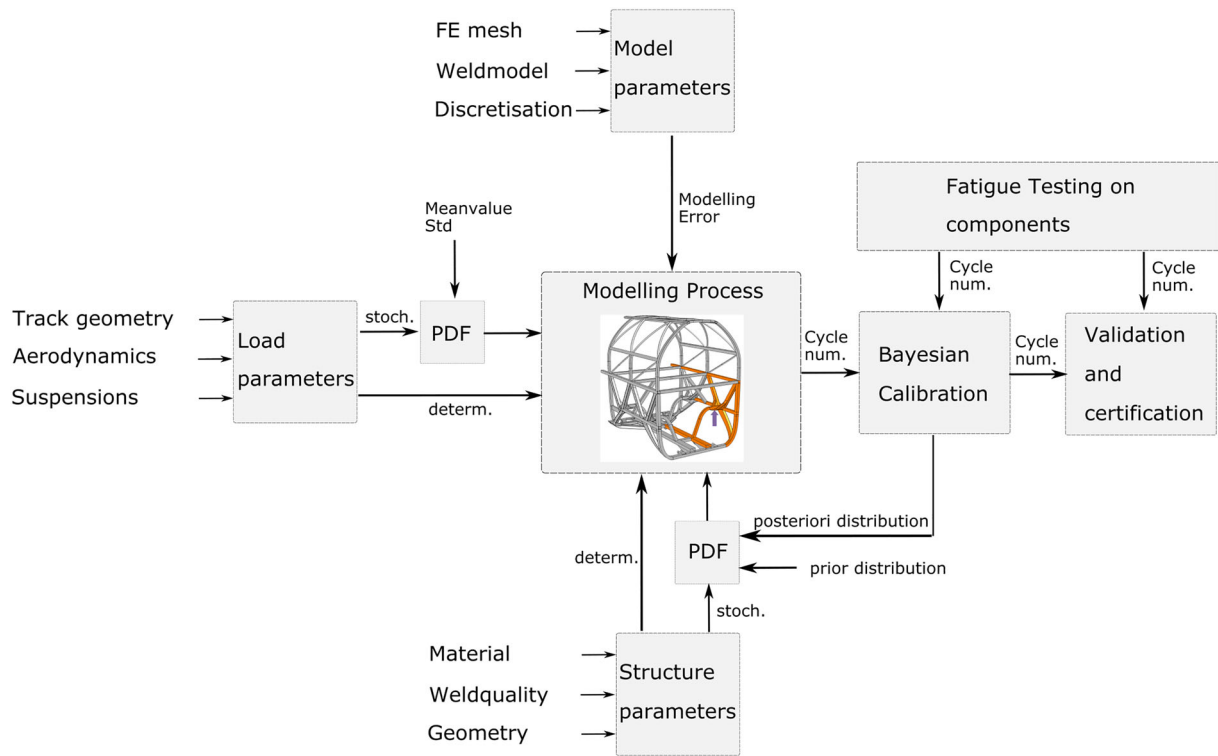 FE mesh
Weldmodel
Discretisation
Model
parameters
Modelling
Error
Fatigue Testing on
components
Cycle
num.
Cycle
num.
Meanvalue
Std
Track geometry
Aerodynamics
Suspensions
Load
parameters
stoch.
PDF
determ.
Modelling Process
Cycle
num.
Bayesian
Calibration
Cycle
num.
Validation
and
certification
posteriori distribution
PDF
prior distribution
determ.
stoch.
Material
Weldquality
Geometry
Structure
parameters